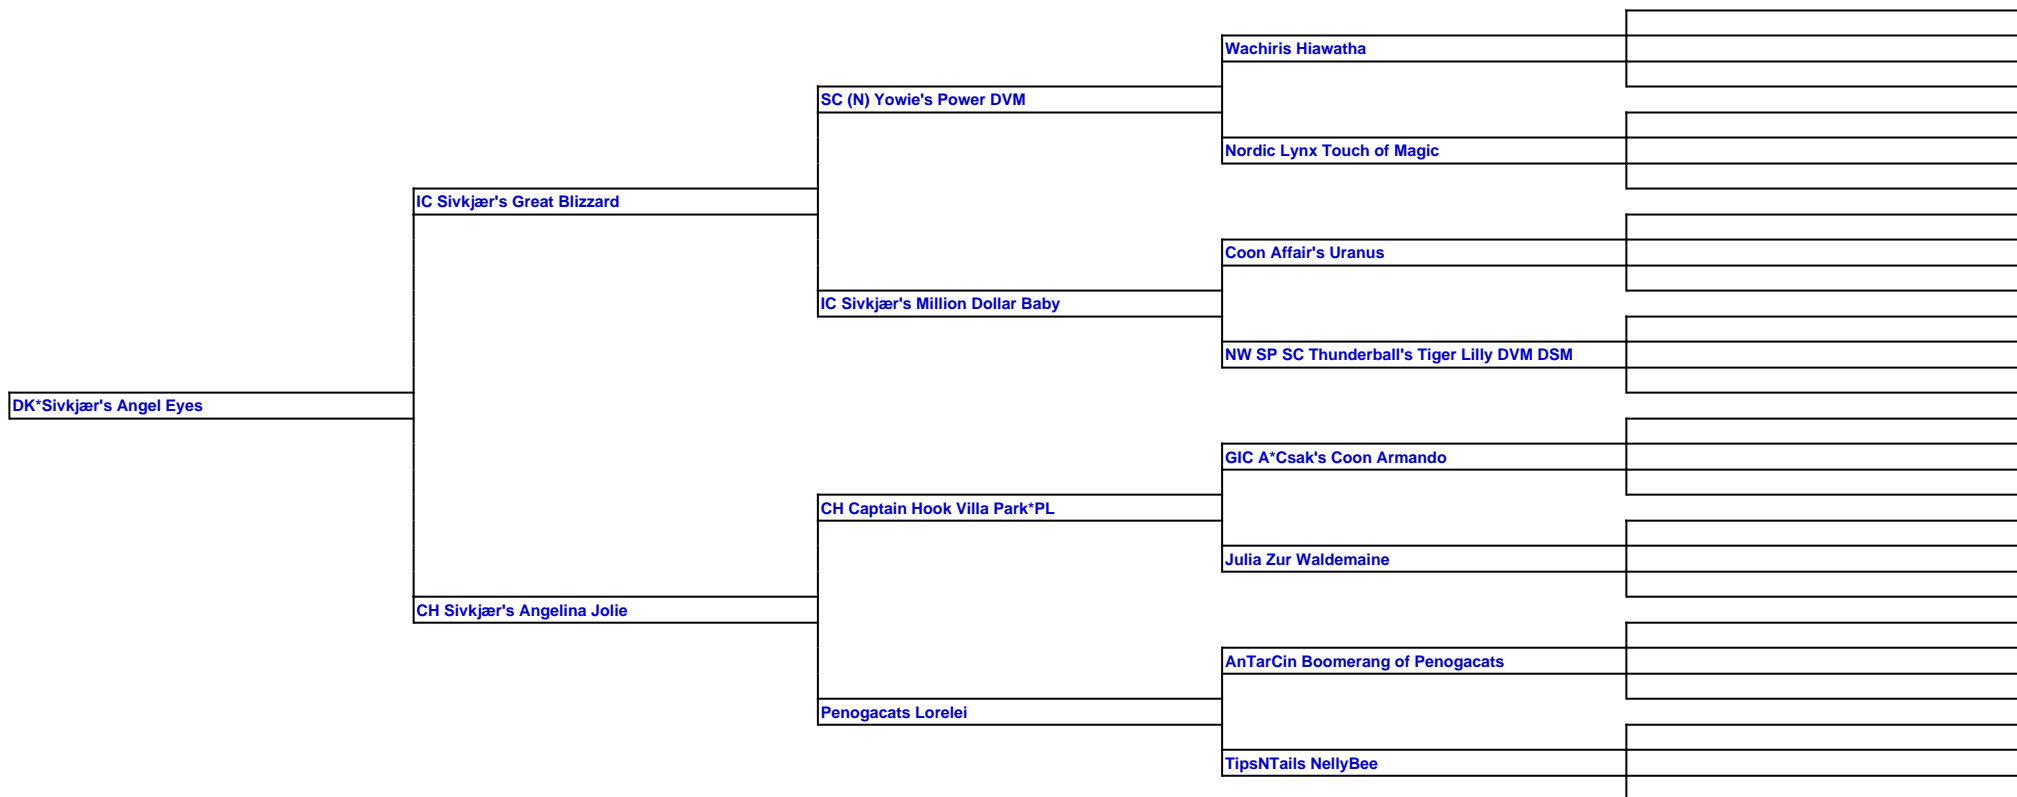 Wachiris Hiawatha
SC (N) Yowie's Power DVM
Nordic Lynx Touch of Magic
IC Sivkjær's Great Blizzard
Coon Affair's Uranus
IC Sivkjær's Million Dollar Baby
NW SP SC Thunderball's Tiger Lilly DVM DSM
DK*Sivkjær's Angel Eyes
GIC A*Csak's Coon Armando
CH Captain Hook Villa Park*PL
Julia Zur Waldemaine
CH Sivkjær's Angelina Jolie
AnTarCin Boomerang of Penogacats
Penogacats Lorelei
TipsNTails NellyBee